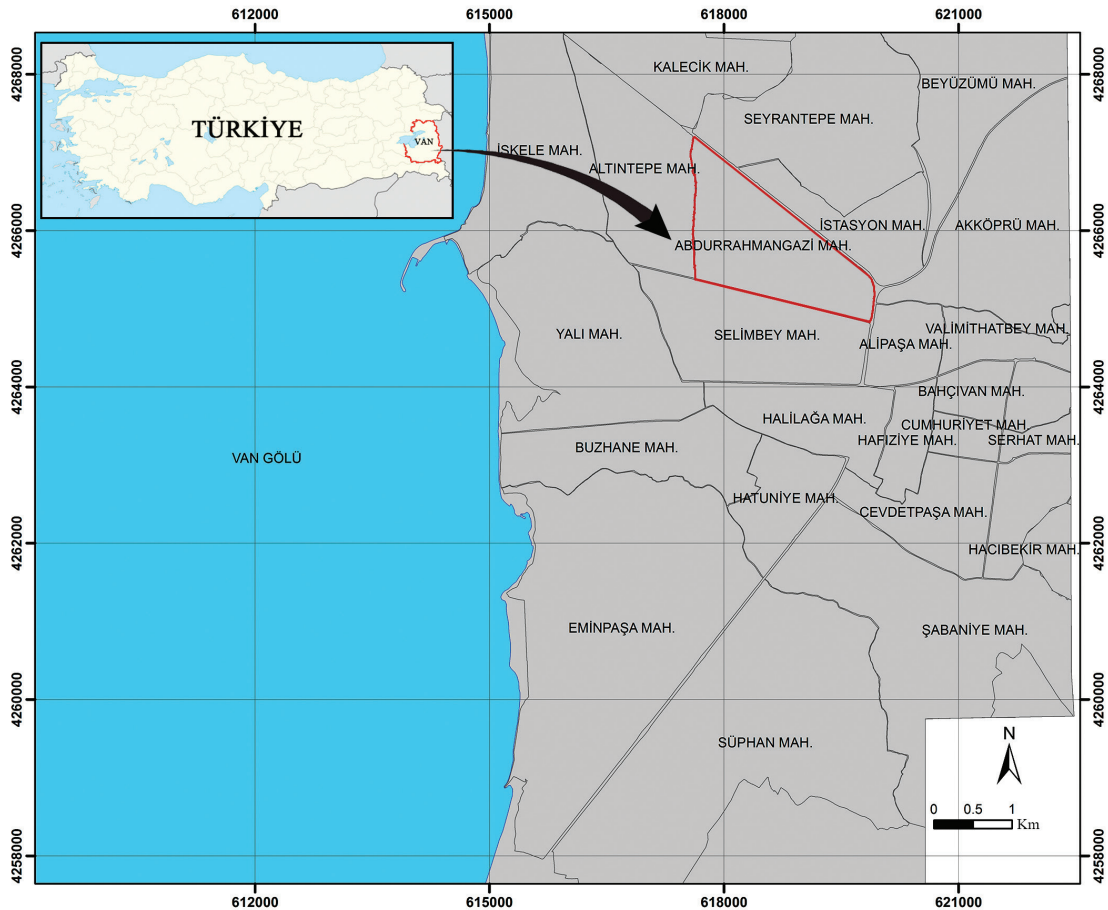 612000
615000
618000
621000
4268000
4268000
TÜRKİYE
VAN
KALECİK MAH.
BEYÜZÜMÜ MAH.
SEYRANTEPE MAH.
İSKELE MAH.
ALTINTEPE MAH.
4266000
4266000
İSTASYON MAH.
AKKÖPRÜ MAH.
ABDURRAHMANGAZİ MAH.
YALI MAH.
SELİMBEY MAH.
VALİMİTHATBEY MAH.
ALİPAŞA MAH.
4264000
4264000
BAHÇIVAN MAH.
HALİLAĞA MAH.
CUMHURİYET MAH.
HAFIZİYE MAH.
SERHAT MAH.
BUZHANE MAH.
VAN GÖLÜ
HATUNİYE MAH.
CEVDETPAŞA MAH.
4262000
4262000
HACIBEKİR MAH.
EMİNPAŞA MAH.
ŞABANİYE MAH.
4260000
4260000
SÜPHAN MAH.
N
0 0.5 1
Km
4258000
4258000
612000
615000
618000
621000